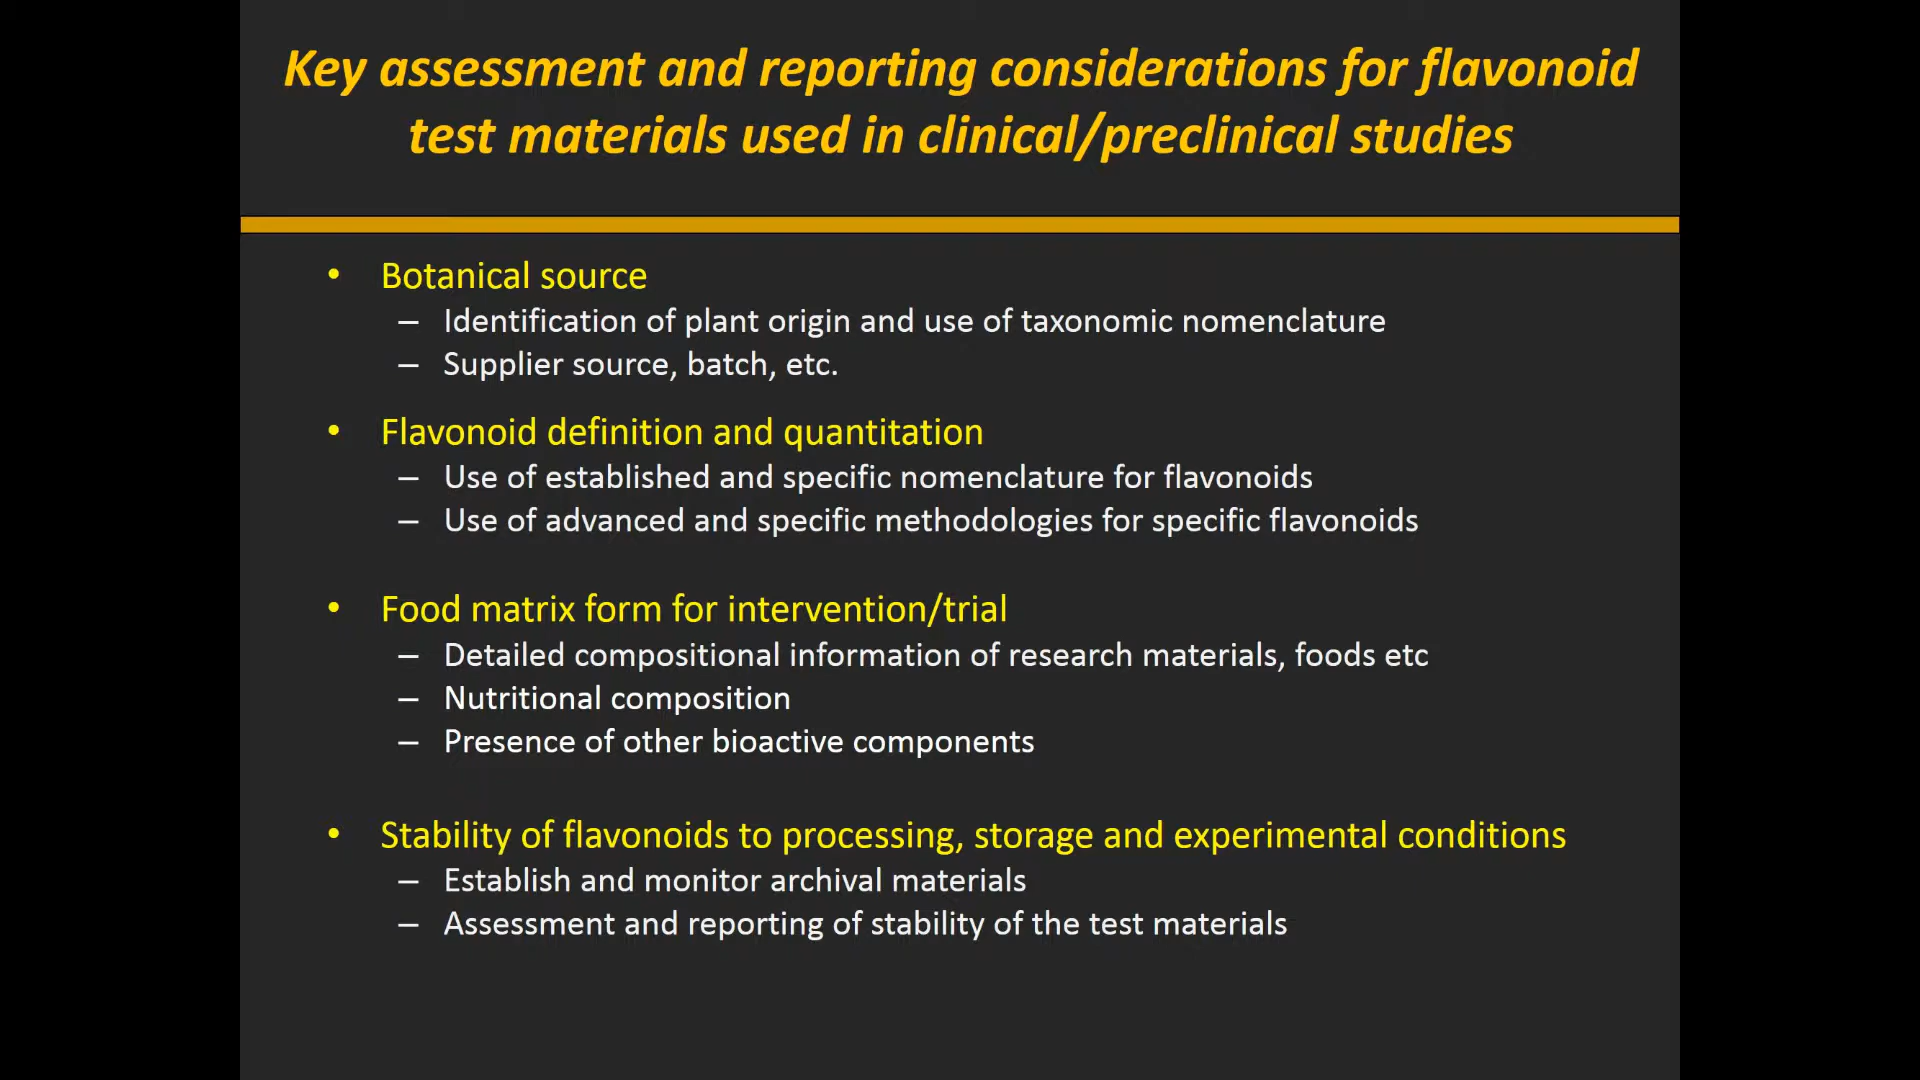 Key assessment and reporting considerations for flavonoid
test materials used in clinical/preclinical studies
• Botanical source
– Identification of plant origin and use of taxonomic nomenclature
– Supplier source, batch, etc.
• Flavonoid definition and quantitation
– Use of established and specific nomenclature for flavonoids
– Use of advanced and specific methodologies for specific flavonoids
• Food matrix form for intervention/trial
– Detailed compositional information of research materials, foods etc
– Nutritional composition
– Presence of other bioactive components
• Stability of flavonoids to processing, storage and experimental conditions
– Establish and monitor archival materials
– Assessment and reporting of stability of the test materials